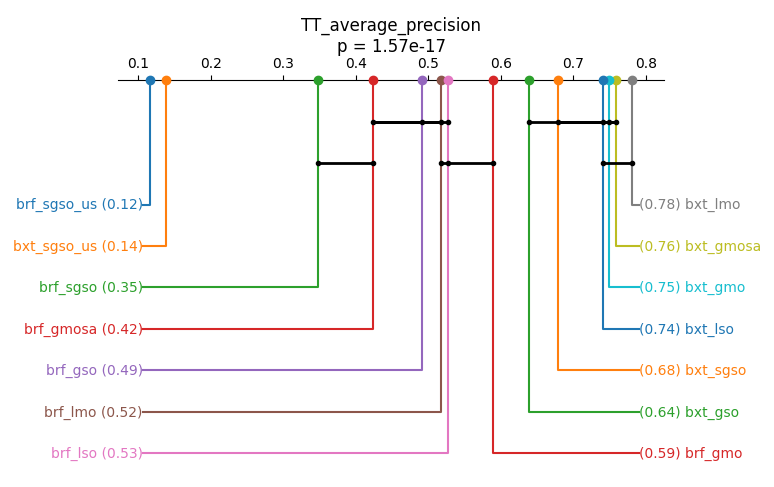 TT_average_precision
p = 1.57e-17
0.1 0.2 0.3 0.4 0.5 0.6 0.7 0.8
brf_sgso_us (0.12) (0.78) bxt_lmo
bxt_sgso_us (0.14) (0.76) bxt_gmosa
brf_sgso (0.35) (0.75) bxt_gmo
brf_gmosa (0.42) (0.74) bxt_lso
brf_gso (0.49) (0.68) bxt_sgso
brf_lmo (0.52) (0.64) bxt_gso
brf_lso (0.53) (0.59) brf_gmo